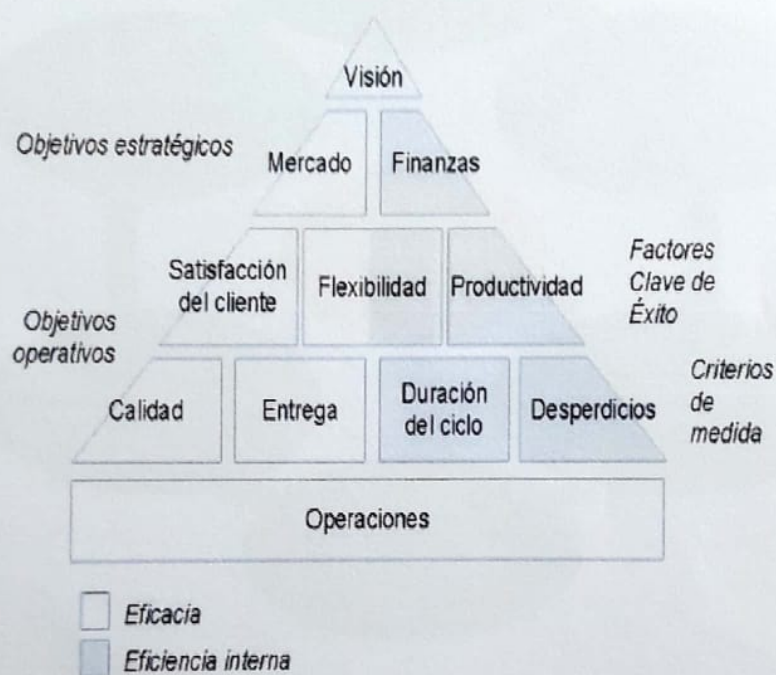 Visión
Objetivos estratégicos
Mercado
Finanzas
Satisfacción
del cliente
Flexibilidad
Productividad
Factores
Clave de
Éxito
Objetivos
operativos
Calidad
Entrega
Duración
del ciclo
Desperdicios
Criterios
de
medida
Operaciones
Eficacia
Eficiencia interna